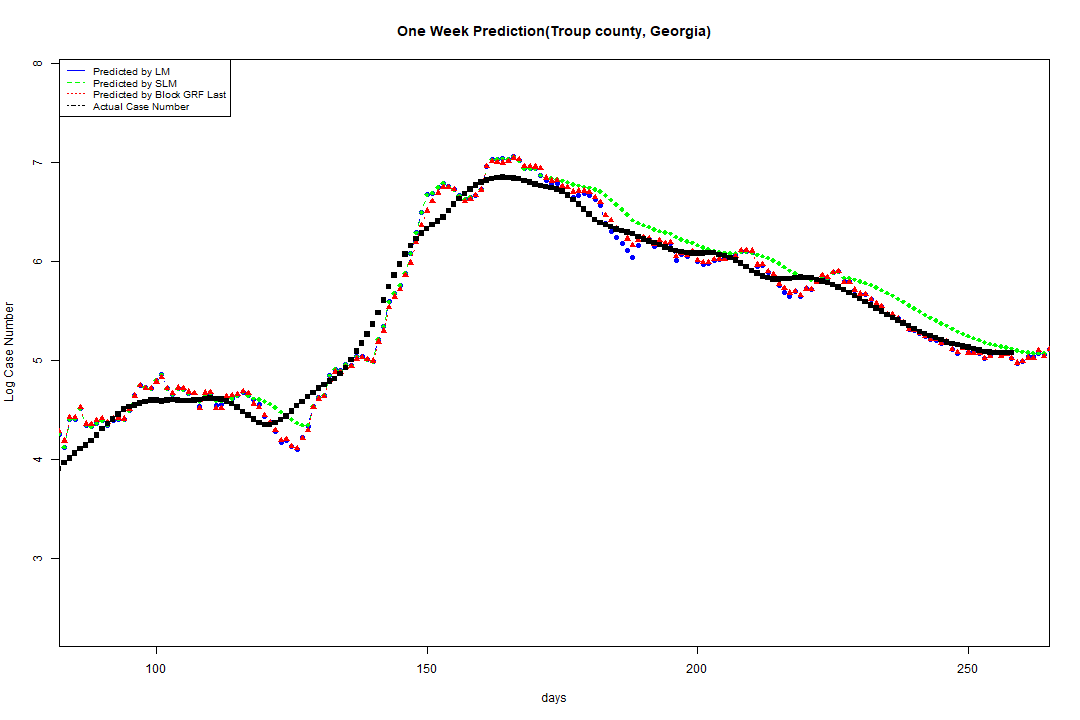 One Week Prediction(Troup county, Georgia)
Predicted by LM
Predicted by SLM
Predicted by Block GRF Last
Actual Case Number
8
7
6
5
4
3
Log Case Number
100 150 200 250
days